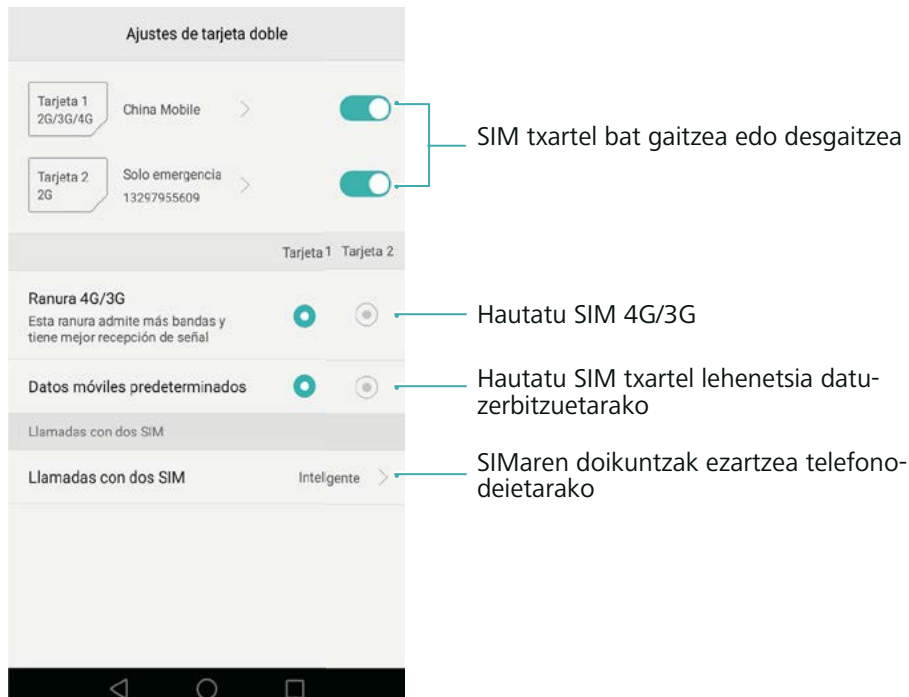 Ajustes de tarjeta doble
Tarjeta 1
2G/3G/4G
China Mobile
SIM txartel bat gaitzea edo desgaitzea
Tarjeta 2
2G
Solo emergencia
13297955609
Tarjeta 1 Tarjeta 2
Ranura 4G/3G
Esta ranura admite más bandas y
tiene mejor recepción de señal
Hautatu SIM 4G/3G
Datos móviles predeterminados
Hautatu SIM txartel lehenetsia datu-
zerbitzuetarako
Llamadas con dos SIM
Llamadas con dos SIM
Inteligente
SIMaren doikuntzak ezartzea telefono-
deietarako